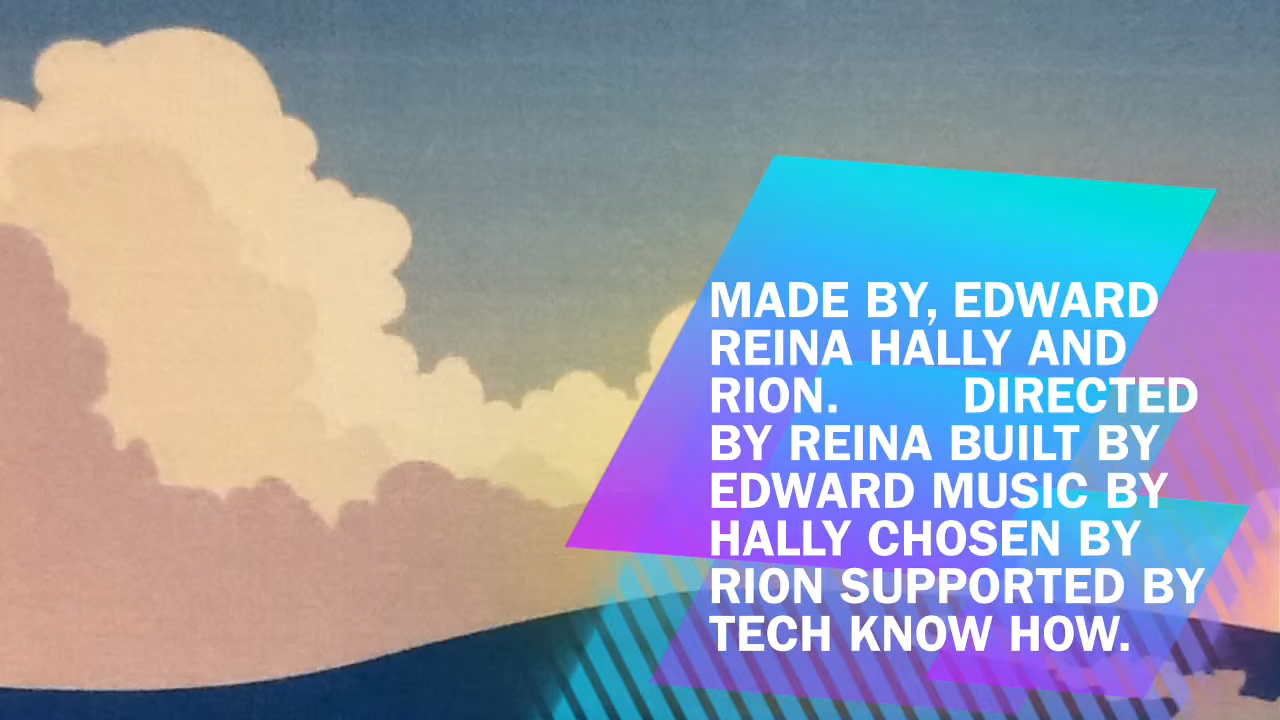 MADE BY, EDWARD
REINA HALLY AND
RION. DIRECTED
BY REINA BUILT BY
EDWARD MUSIC BY
HALLY CHOSEN BY
RION SUPPORTED BY
TECH KNOW HOW.